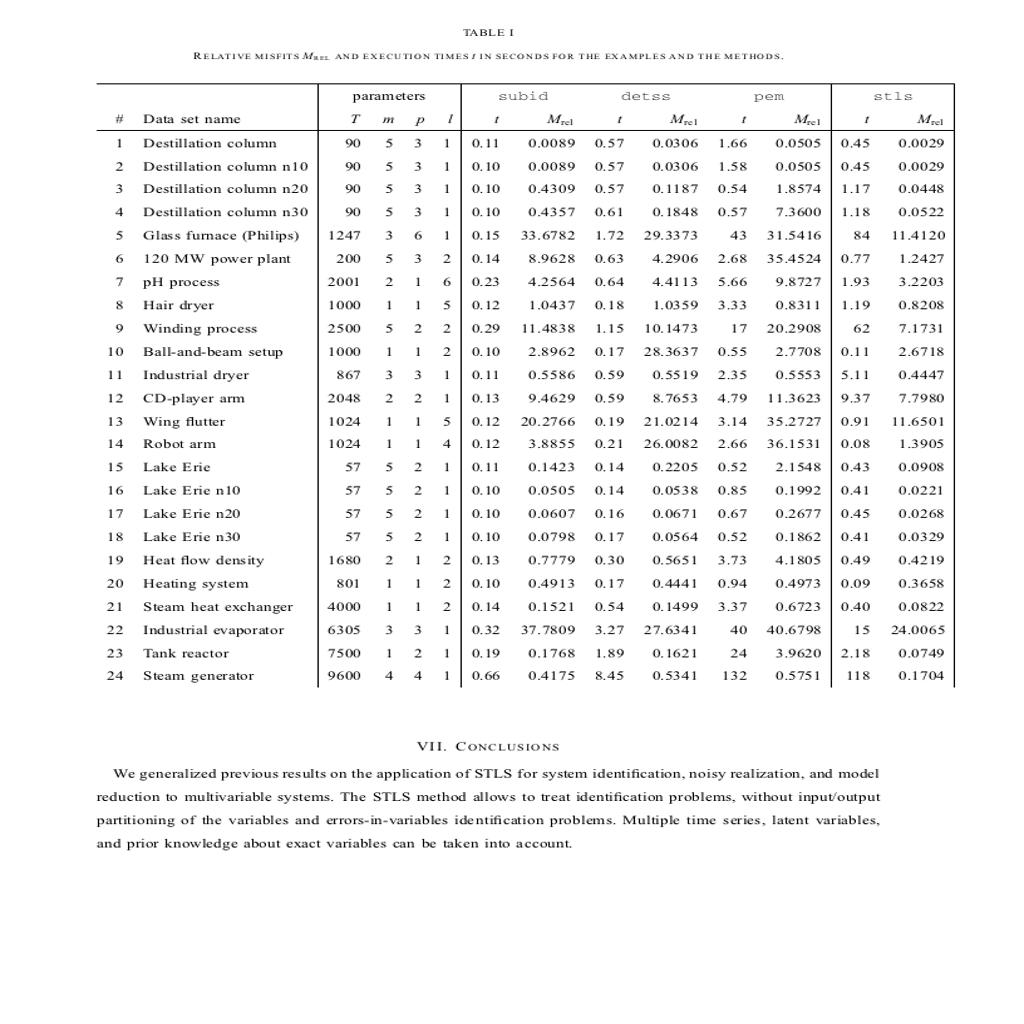 TABLE I
RELATIVE MISFITS M_REL AND EXECUTION TIMES t IN SECONDS FOR THE EXAMPLES AND THE METHODS.
parameters subid detss pem stls
# Data set name T m p l t M_rel t M_rel t M_rel t M_rel
1 Destillation column 90 5 3 1 0.11 0.0089 0.57 0.0306 1.66 0.0505 0.45 0.0029
2 Destillation column n10 90 5 3 1 0.10 0.0089 0.57 0.0306 1.58 0.0505 0.45 0.0029
3 Destillation column n20 90 5 3 1 0.10 0.4309 0.57 0.1187 0.54 1.8574 1.17 0.0448
4 Destillation column n30 90 5 3 1 0.10 0.4357 0.61 0.1848 0.57 7.3600 1.18 0.0522
5 Glass furnace (Philips) 1247 3 6 1 0.15 33.6782 1.72 29.3373 43 31.5416 84 11.4120
6 120 MW power plant 200 5 3 2 0.14 8.9628 0.63 4.2906 2.68 35.4524 0.77 1.2427
7 pH process 2001 2 1 6 0.23 4.2564 0.64 4.4113 5.66 9.8727 1.93 3.2203
8 Hair dryer 1000 1 1 5 0.12 1.0437 0.18 1.0359 3.33 0.8311 1.19 0.8208
9 Winding process 2500 5 2 2 0.29 11.4838 1.15 10.1473 17 20.2908 62 7.1731
10 Ball-and-beam setup 1000 1 1 2 0.10 2.8962 0.17 28.3637 0.55 2.7708 0.11 2.6718
11 Industrial dryer 867 3 3 1 0.11 0.5586 0.59 0.5519 2.35 0.5553 5.11 0.4447
12 CD-player arm 2048 2 2 1 0.13 9.4629 0.59 8.7653 4.79 11.3623 9.37 7.7980
13 Wing flutter 1024 1 1 5 0.12 20.2766 0.19 21.0214 3.14 35.2727 0.91 11.6501
14 Robot arm 1024 1 1 4 0.12 3.8855 0.21 26.0082 2.66 36.1531 0.08 1.3905
15 Lake Erie 57 5 2 1 0.11 0.1423 0.14 0.2205 0.52 2.1548 0.43 0.0908
16 Lake Erie n10 57 5 2 1 0.10 0.0505 0.14 0.0538 0.85 0.1992 0.41 0.0221
17 Lake Erie n20 57 5 2 1 0.10 0.0607 0.16 0.0671 0.67 0.2677 0.45 0.0268
18 Lake Erie n30 57 5 2 1 0.10 0.0798 0.17 0.0564 0.52 0.1862 0.41 0.0329
19 Heat flow density 1680 2 1 2 0.13 0.7779 0.30 0.5651 3.73 4.1805 0.49 0.4219
20 Heating system 801 1 1 2 0.10 0.4913 0.17 0.4441 0.94 0.4973 0.09 0.3658
21 Steam heat exchanger 4000 1 1 2 0.14 0.1521 0.54 0.1499 3.37 0.6723 0.40 0.0822
22 Industrial evaporator 6305 3 3 1 0.32 37.7809 3.27 27.6341 40 40.6798 15 24.0065
23 Tank reactor 7500 1 2 1 0.19 0.1768 1.89 0.1621 24 3.9620 2.18 0.0749
24 Steam generator 9600 4 4 1 0.66 0.4175 8.45 0.5341 132 0.5751 118 0.1704
VII. CONCLUSIONS
We generalized previous results on the application of STLS for system identification, noisy realization, and model
reduction to multivariable systems. The STLS method allows to treat identification problems, without input/output
partitioning of the variables and errors-in-variables identification problems. Multiple time series, latent variables,
and prior knowledge about exact variables can be taken into account.